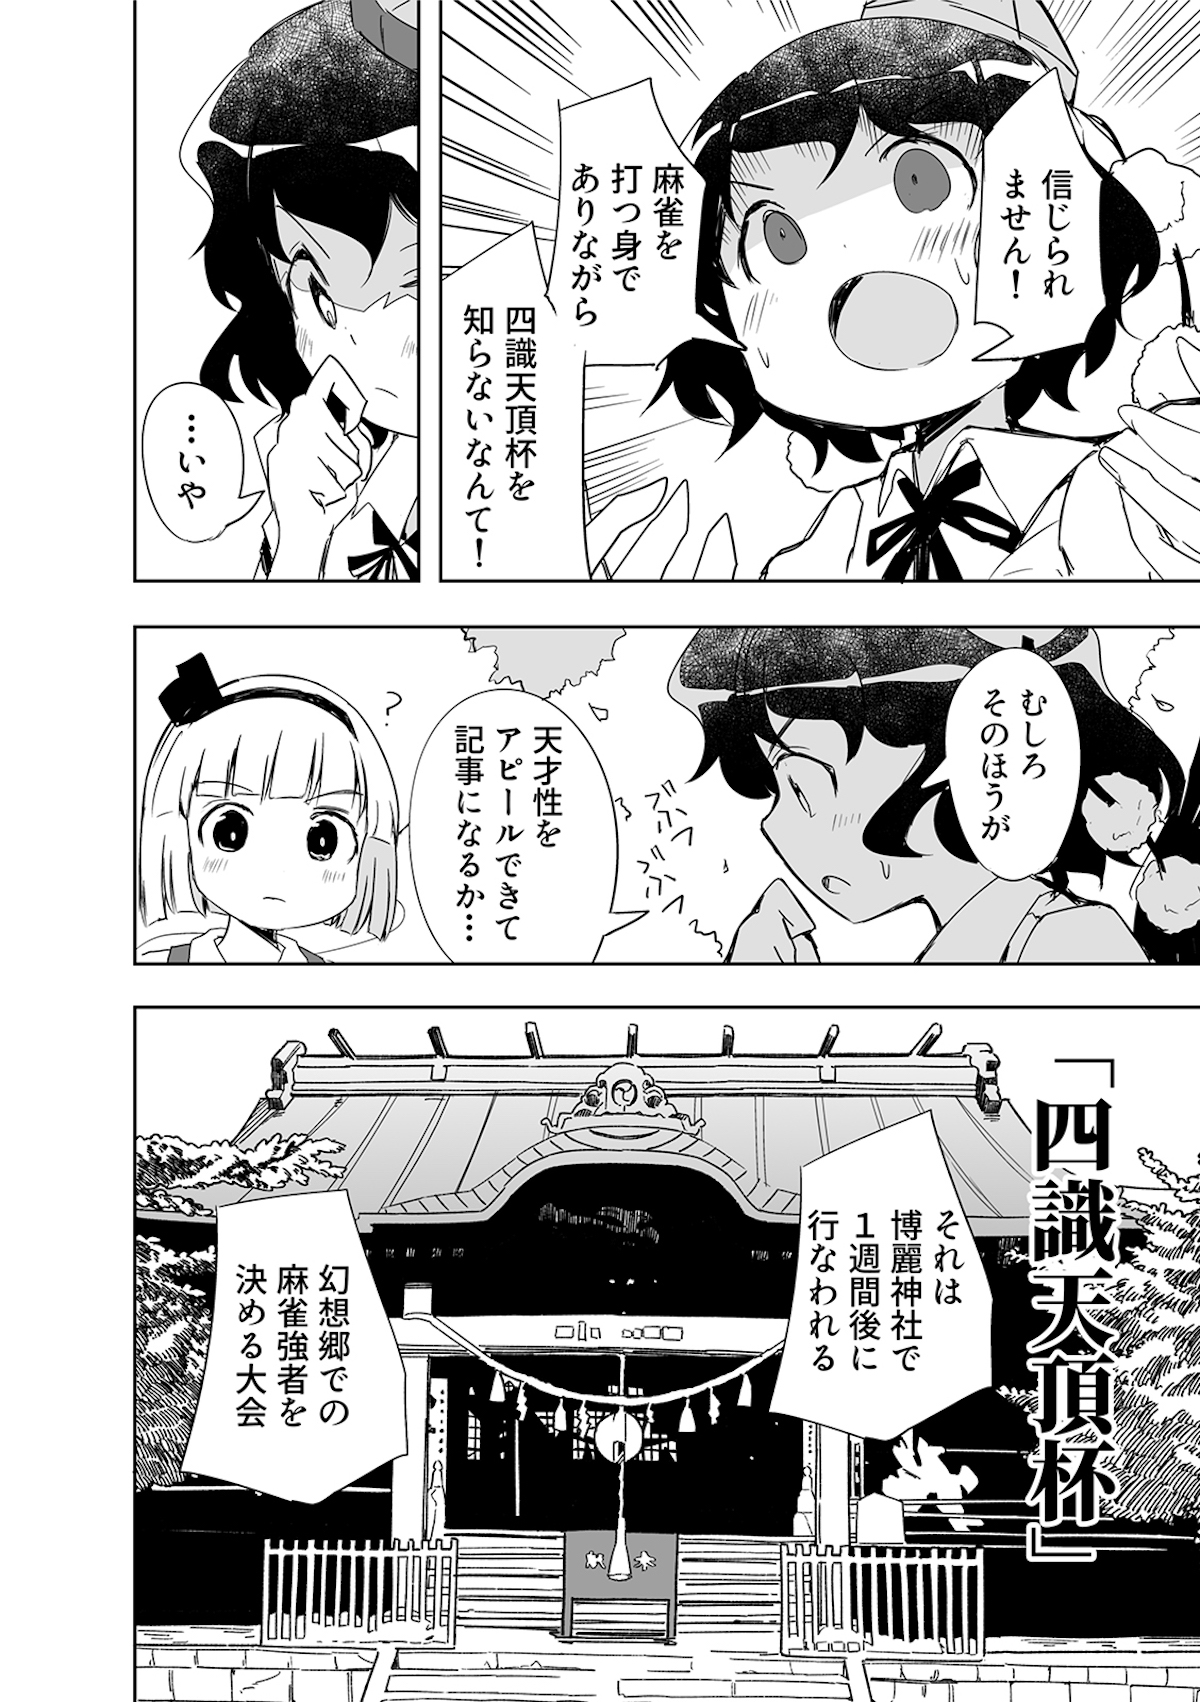 信じられ
ません！
麻雀を
打つ身で
ありながら
四識天頂杯を
知らないなんて！
…いや
むしろ
そのほうが
天才性を
アピールできて
記事になるか…
？
「四識天頂杯」
それは
博麗神社で
１週間後に
行なわれる
幻想郷での
麻雀強者を
決める大会